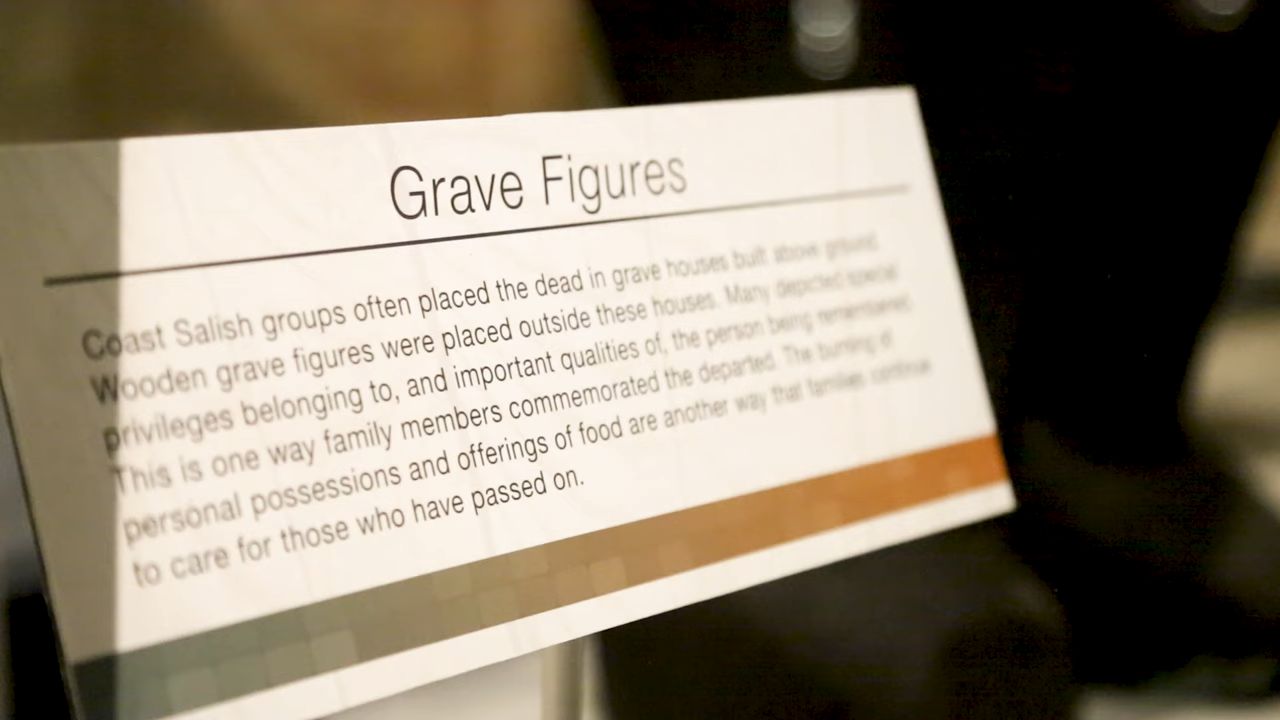 Grave Figures
Coast Salish groups often placed the dead in grave houses built above ground.
Wooden grave figures were placed outside these houses. Many depicted special
privileges belonging to, and important qualities of, the person being remembered.
This is one way family members commemorated the departed. The burning of
personal possessions and offerings of food are another way that families continue
to care for those who have passed on.